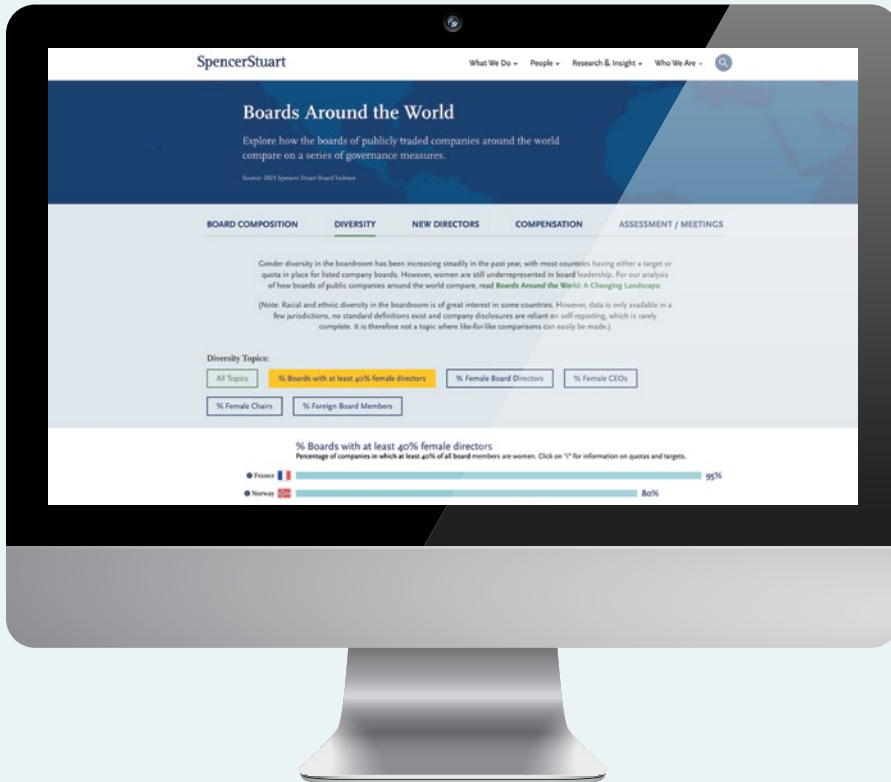 SpencerStuart
What We Do People Research & Insight Who We Are
Boards Around the World
Explore how the boards of publicly traded companies around the world
compare on a series of governance measures.
Source: 2021 Spencer Stuart Board Indexes
BOARD COMPOSITION DIVERSITY NEW DIRECTORS COMPENSATION ASSESSMENT / MEETINGS
Gender diversity in the boardroom has been increasing steadily in the past year, with most countries having either a target or
quota in place for listed company boards. However, women are still underrepresented in board leadership. For our analysis
of how boards of public companies around the world compare, read Boards Around the World: A Changing Landscape.
(Note: Racial and ethnic diversity in the boardroom is of great interest in some countries. However, data is only available in a
few jurisdictions, no standard definitions exist and company disclosures are reliant on self-reporting, which is rarely
complete. It is therefore not a topic where like-for-like comparisons can easily be made.)
Diversity Topics:
All Topics % Boards with at least 40% female directors % Female Board Directors % Female CEOs
% Female Chairs % Foreign Board Members
% Boards with at least 40% female directors
Percentage of companies in which at least 40% of all board members are women. Click on "i" for information on quotas and targets.
i France 95%
i Norway 80%